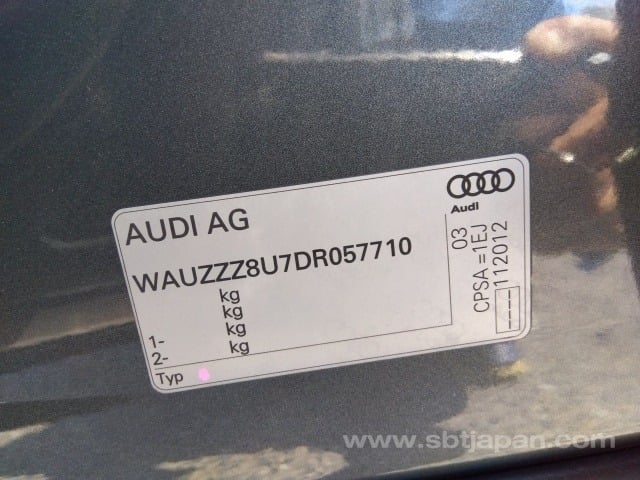 AUDI AG
Audi
WAUZZZ8U7DR057710
kg
kg
1- kg
2- kg
Typ
03
CPSA =1EJ
112012
www.sbtjapan.com